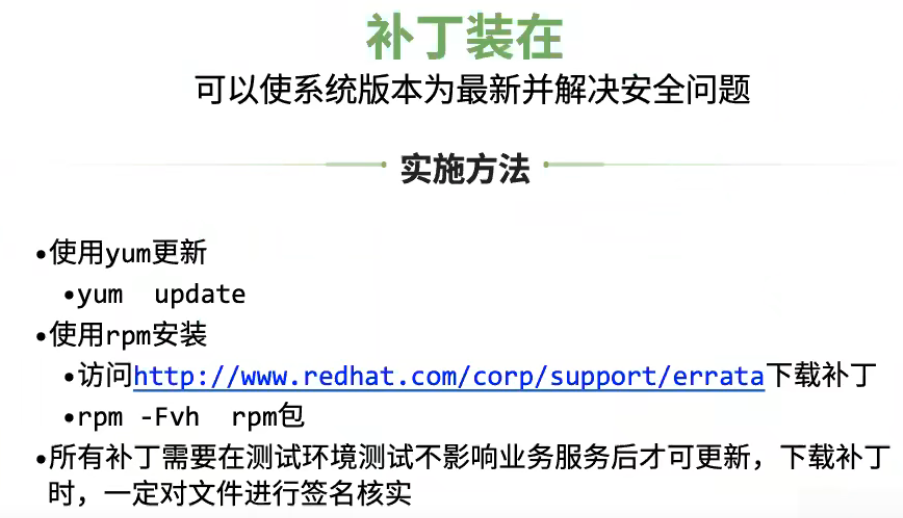 补丁装在
可以使系统版本为最新并解决安全问题
实施方法
•使用yum更新
•yum update
•使用rpm安装
•访问http://www.redhat.com/corp/support/errata下载补丁
•rpm -Fvh rpm包
•所有补丁需要在测试环境测试不影响业务服务后才可更新，下载补丁
时，一定对文件进行签名核实